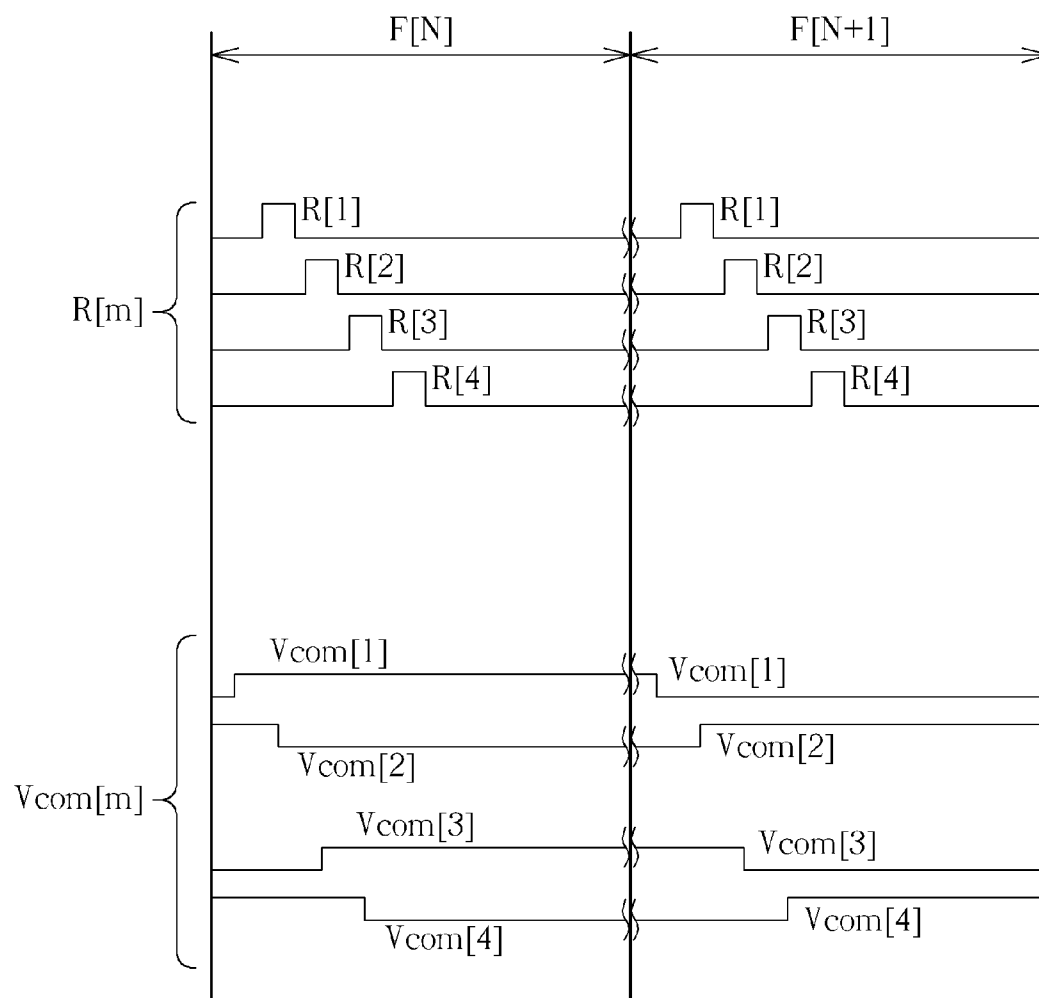 F[N] F[N+1]
R[1] R[1]
R[2] R[2]
R[m]
R[3] R[3]
R[4] R[4]
Vcom[1] Vcom[1]
Vcom[2] Vcom[2]
Vcom[m]
Vcom[3] Vcom[3]
Vcom[4] Vcom[4]